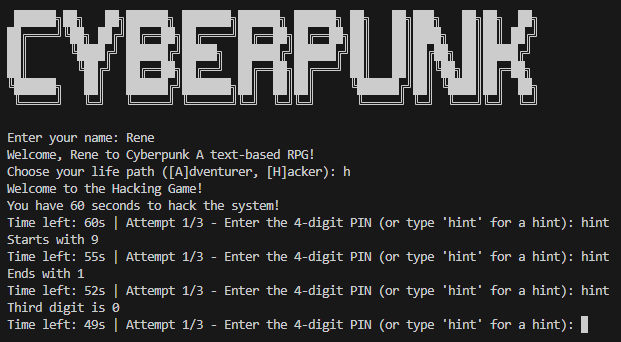 CYBERPUNK
Enter your name: Rene
Welcome, Rene to Cyberpunk A text-based RPG!
Choose your life path ([A]dventurer, [H]acker): h
Welcome to the Hacking Game!
You have 60 seconds to hack the system!
Time left: 60s | Attempt 1/3 - Enter the 4-digit PIN (or type 'hint' for a hint): hint
Starts with 9
Time left: 55s | Attempt 1/3 - Enter the 4-digit PIN (or type 'hint' for a hint): hint
Ends with 1
Time left: 52s | Attempt 1/3 - Enter the 4-digit PIN (or type 'hint' for a hint): hint
Third digit is 0
Time left: 49s | Attempt 1/3 - Enter the 4-digit PIN (or type 'hint' for a hint):